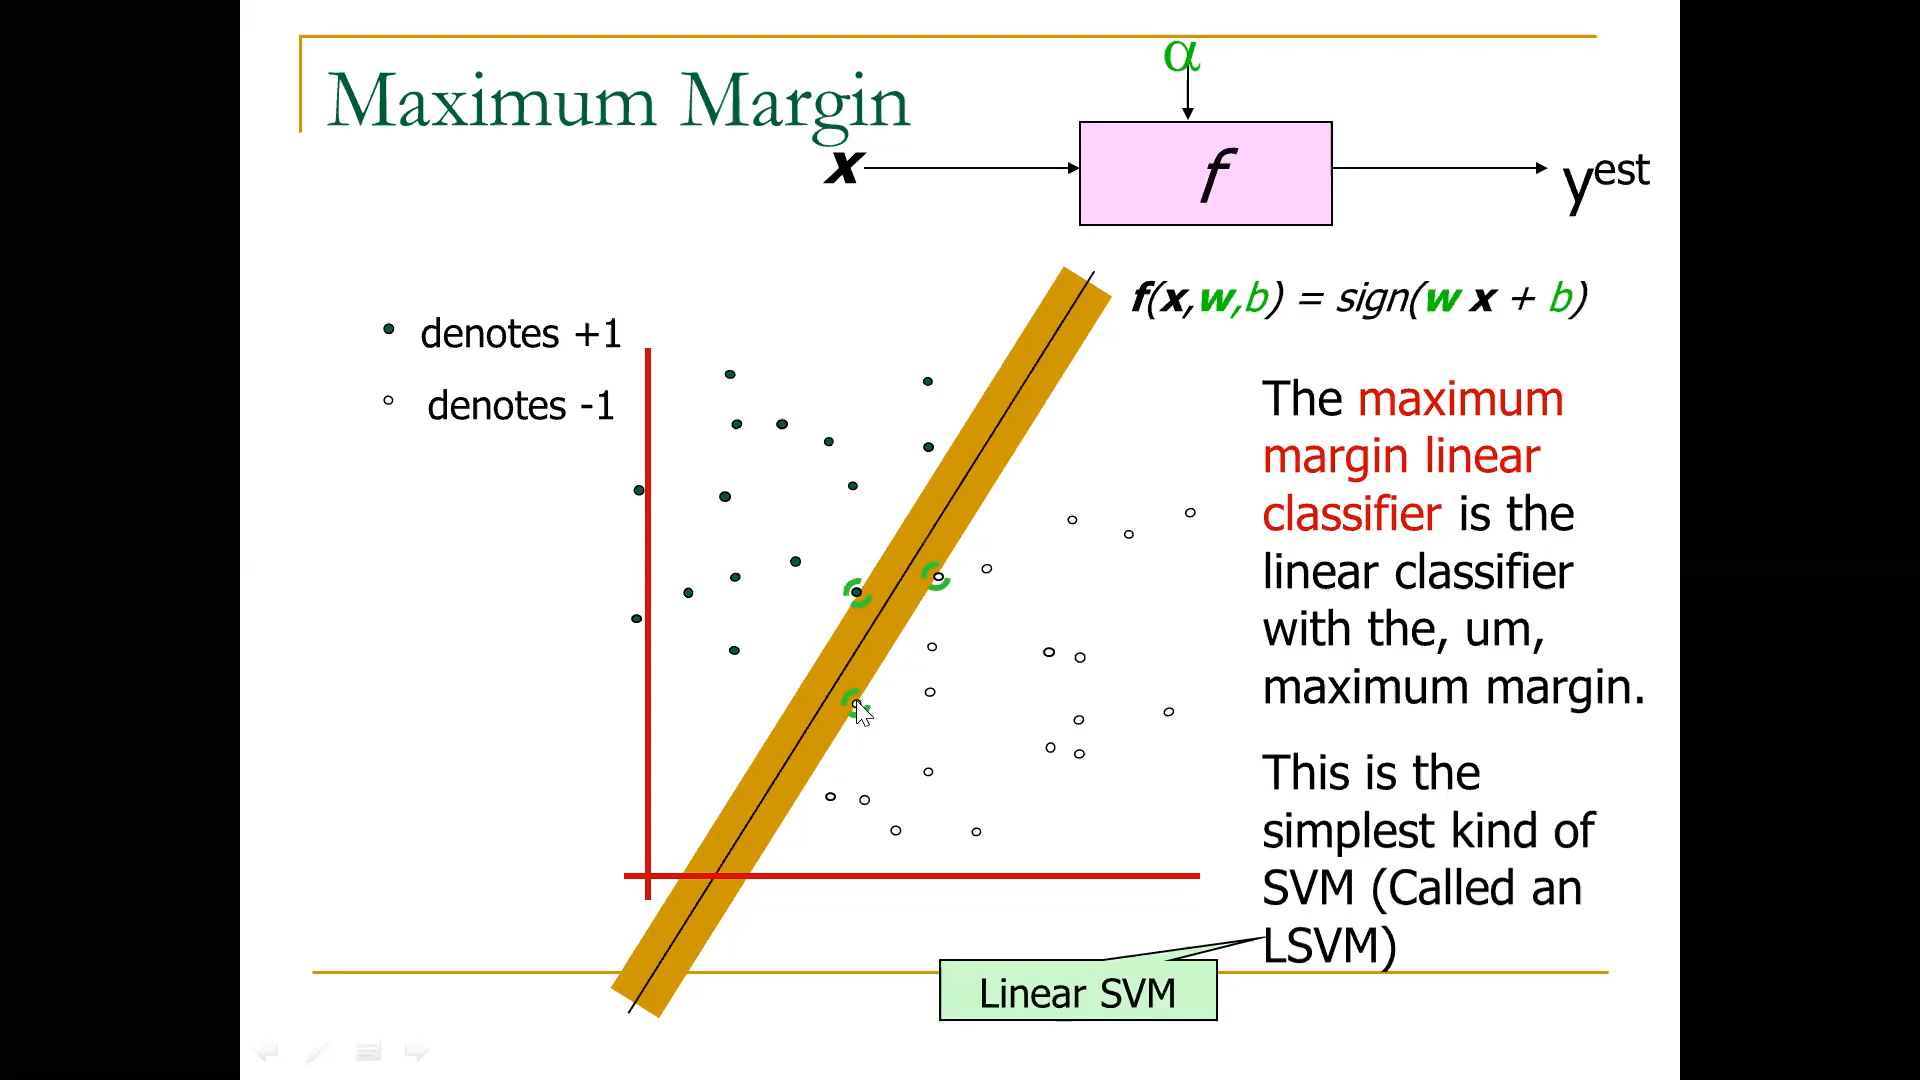 Maximum Margin
α
x
f
yest
f(x,w,b) = sign(w x + b)
denotes +1
denotes -1
The maximum
margin linear
classifier is the
linear classifier
with the, um,
maximum margin.
This is the
simplest kind of
SVM (Called an
LSVM)
Linear SVM